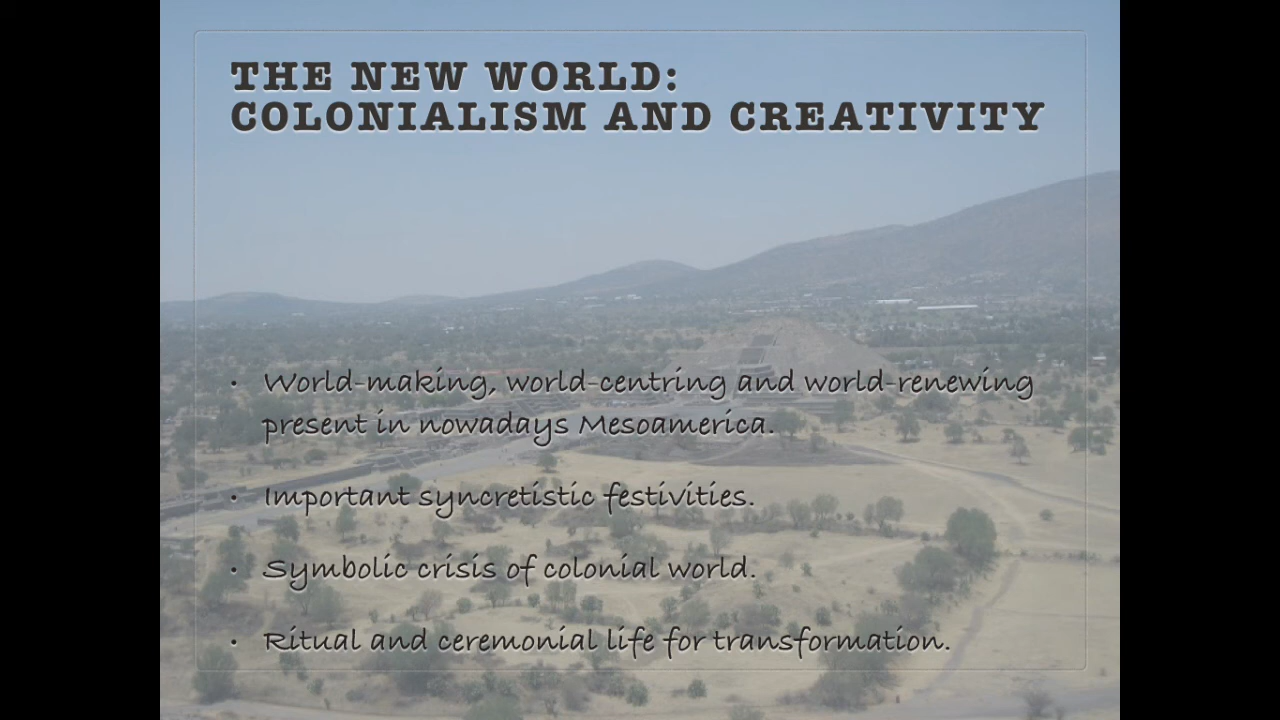 THE NEW WORLD:
COLONIALISM AND CREATIVITY
• World-making, world-centring and world-renewing
present in nowadays Mesoamerica.
• Important syncretistic festivities.
• Symbolic crisis of colonial world.
• Ritual and ceremonial life for transformation.